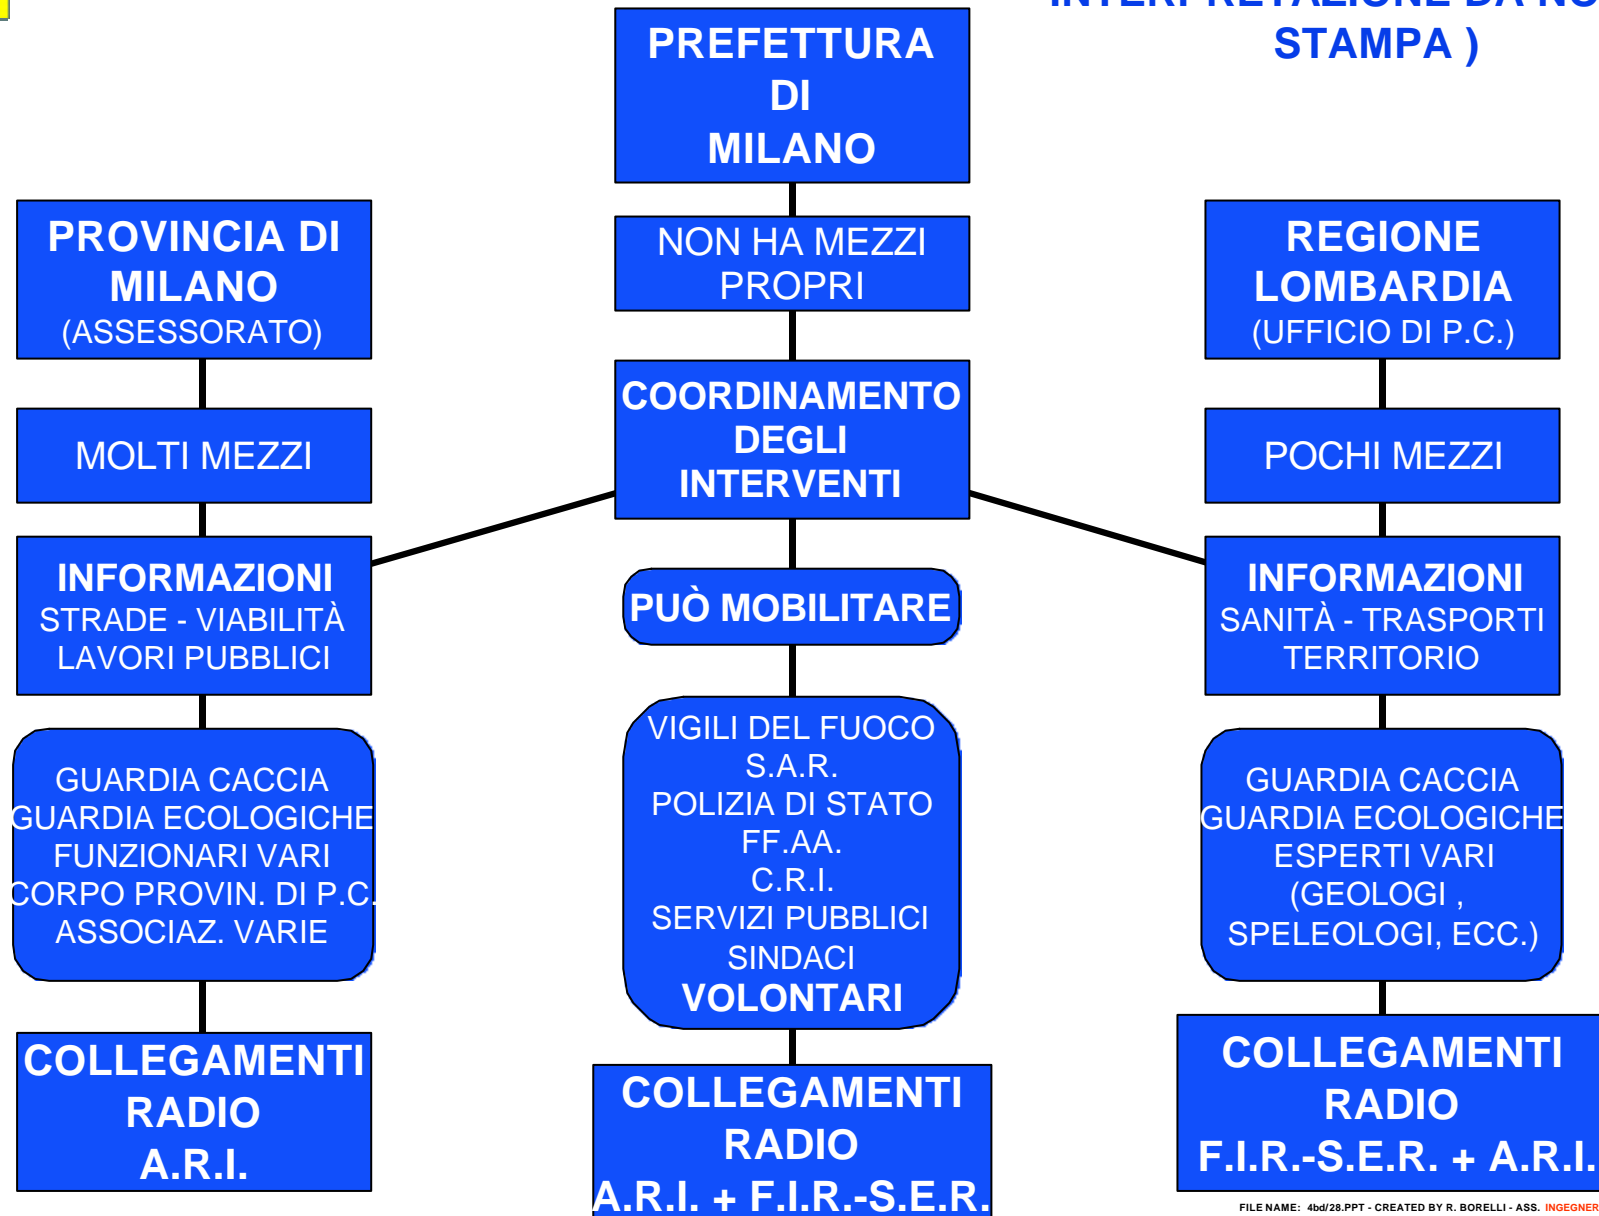 INTERPRETAZIONE DA
STAMPA )
PREFETTURA
DI
MILANO
NON HA MEZZI
PROPRI
COORDINAMENTO
DEGLI
INTERVENTI
PUÒ MOBILITARE
VIGILI DEL FUOCO
S.A.R.
POLIZIA DI STATO
FF.AA.
C.R.I.
SERVIZI PUBBLICI
SINDACI
VOLONTARI
COLLEGAMENTI
RADIO
A.R.I. + F.I.R.-S.E.R.
PROVINCIA DI
MILANO
(ASSESSORATO)
MOLTI MEZZI
INFORMAZIONI
STRADE - VIABILITÀ
LAVORI PUBBLICI
GUARDIA CACCIA
GUARDIA ECOLOGICHE
FUNZIONARI VARI
CORPO PROVIN. DI P.C.
ASSOCIAZ. VARIE
COLLEGAMENTI
RADIO
A.R.I.
REGIONE
LOMBARDIA
(UFFICIO DI P.C.)
POCHI MEZZI
INFORMAZIONI
SANITÀ - TRASPORTI
TERRITORIO
GUARDIA CACCIA
GUARDIA ECOLOGICHE
ESPERTI VARI
(GEOLOGI ,
SPELEOLOGI, ECC.)
COLLEGAMENTI
RADIO
F.I.R.-S.E.R. + A.R.I.
FILE NAME: 4bd/28.PPT - CREATED BY R. BORELLI - ASS. INGEGNER